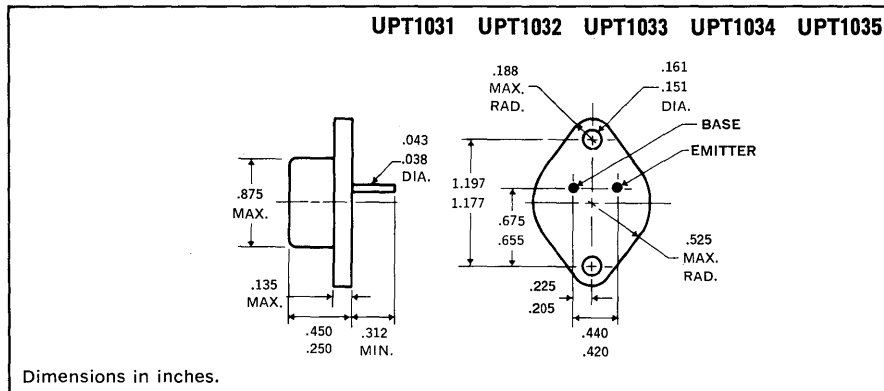 UPT1031 UPT1032 UPT1033 UPT1034 UPT1035
.188
MAX.
RAD.
.161
.151
DIA.
BASE
EMITTER
.043
.038
DIA.
.875
MAX.
1.197
1.177
.675
.655
.525
MAX.
RAD.
.135
MAX.
.225
.205
.450
.250
.312
MIN.
.440
.420
Dimensions in inches.